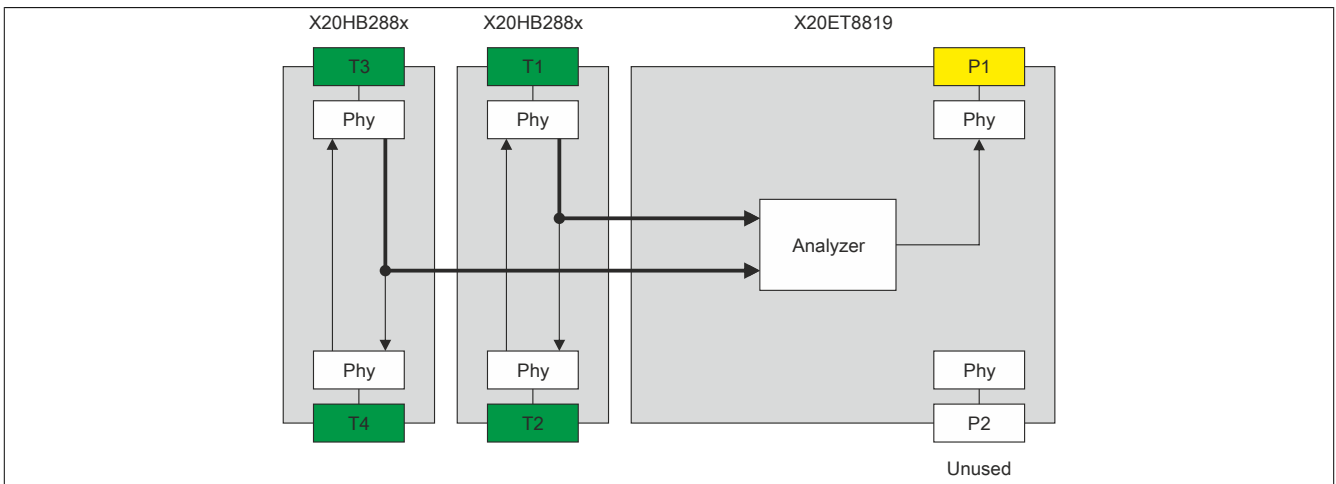 X20HB288x X20HB288x X20ET8819
T3 T1 P1
Phy Phy Phy
Analyzer
Phy Phy Phy
T4 T2 P2
Unused